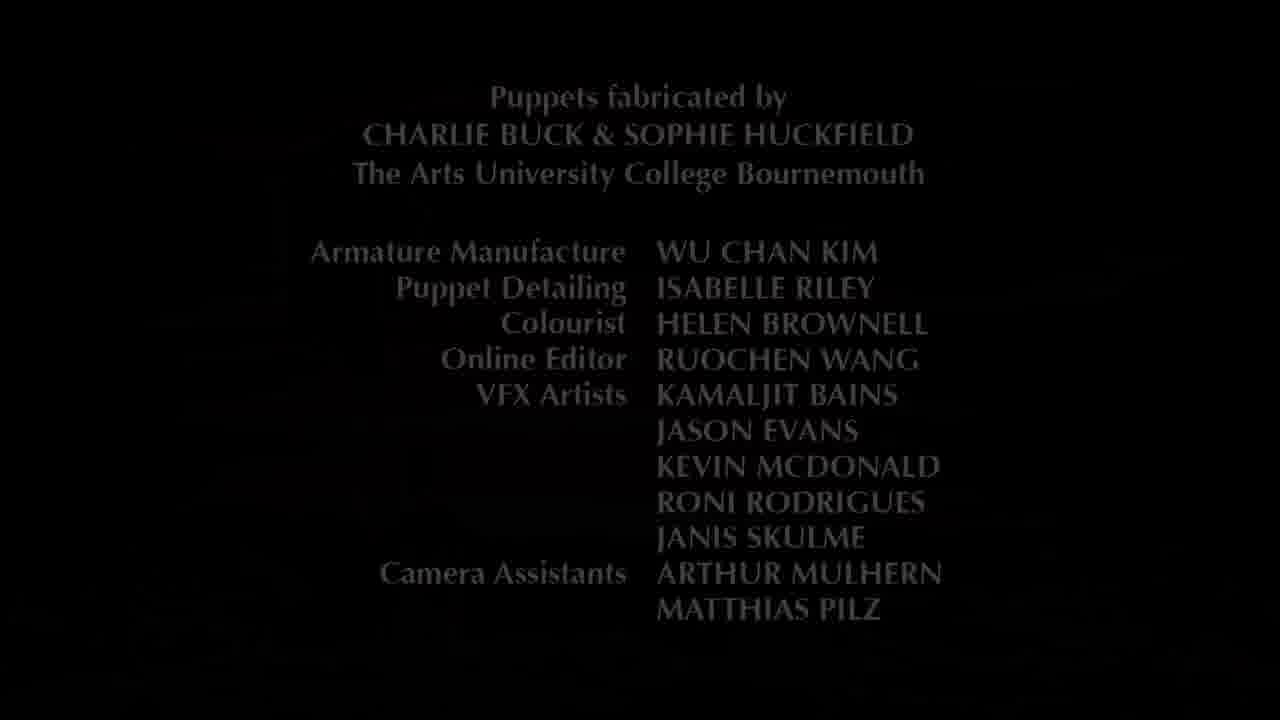 Puppets fabricated by
CHARLIE BUCK & SOPHIE HUCKFIELD
The Arts University College Bournemouth
Armature Manufacture WU CHAN KIM
Puppet Detailing ISABELLE RILEY
Colourist HELEN BROWNELL
Online Editor RUOCHEN WANG
VFX Artists KAMALJIT BAINS
JASON EVANS
KEVIN MCDONALD
RONI RODRIGUES
JANIS SKULME
Camera Assistants ARTHUR MULHERN
MATTHIAS PILZ